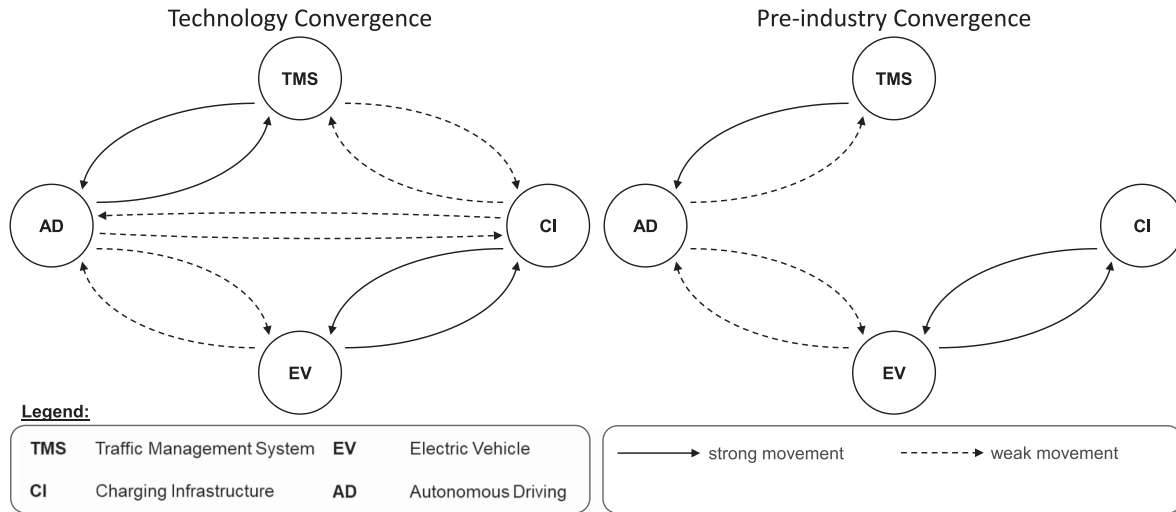 Technology Convergence
Pre-industry Convergence
TMS
TMS
AD
CI
AD
CI
EV
EV
Legend:
TMS Traffic Management System EV Electric Vehicle
CI Charging Infrastructure AD Autonomous Driving
strong movement weak movement